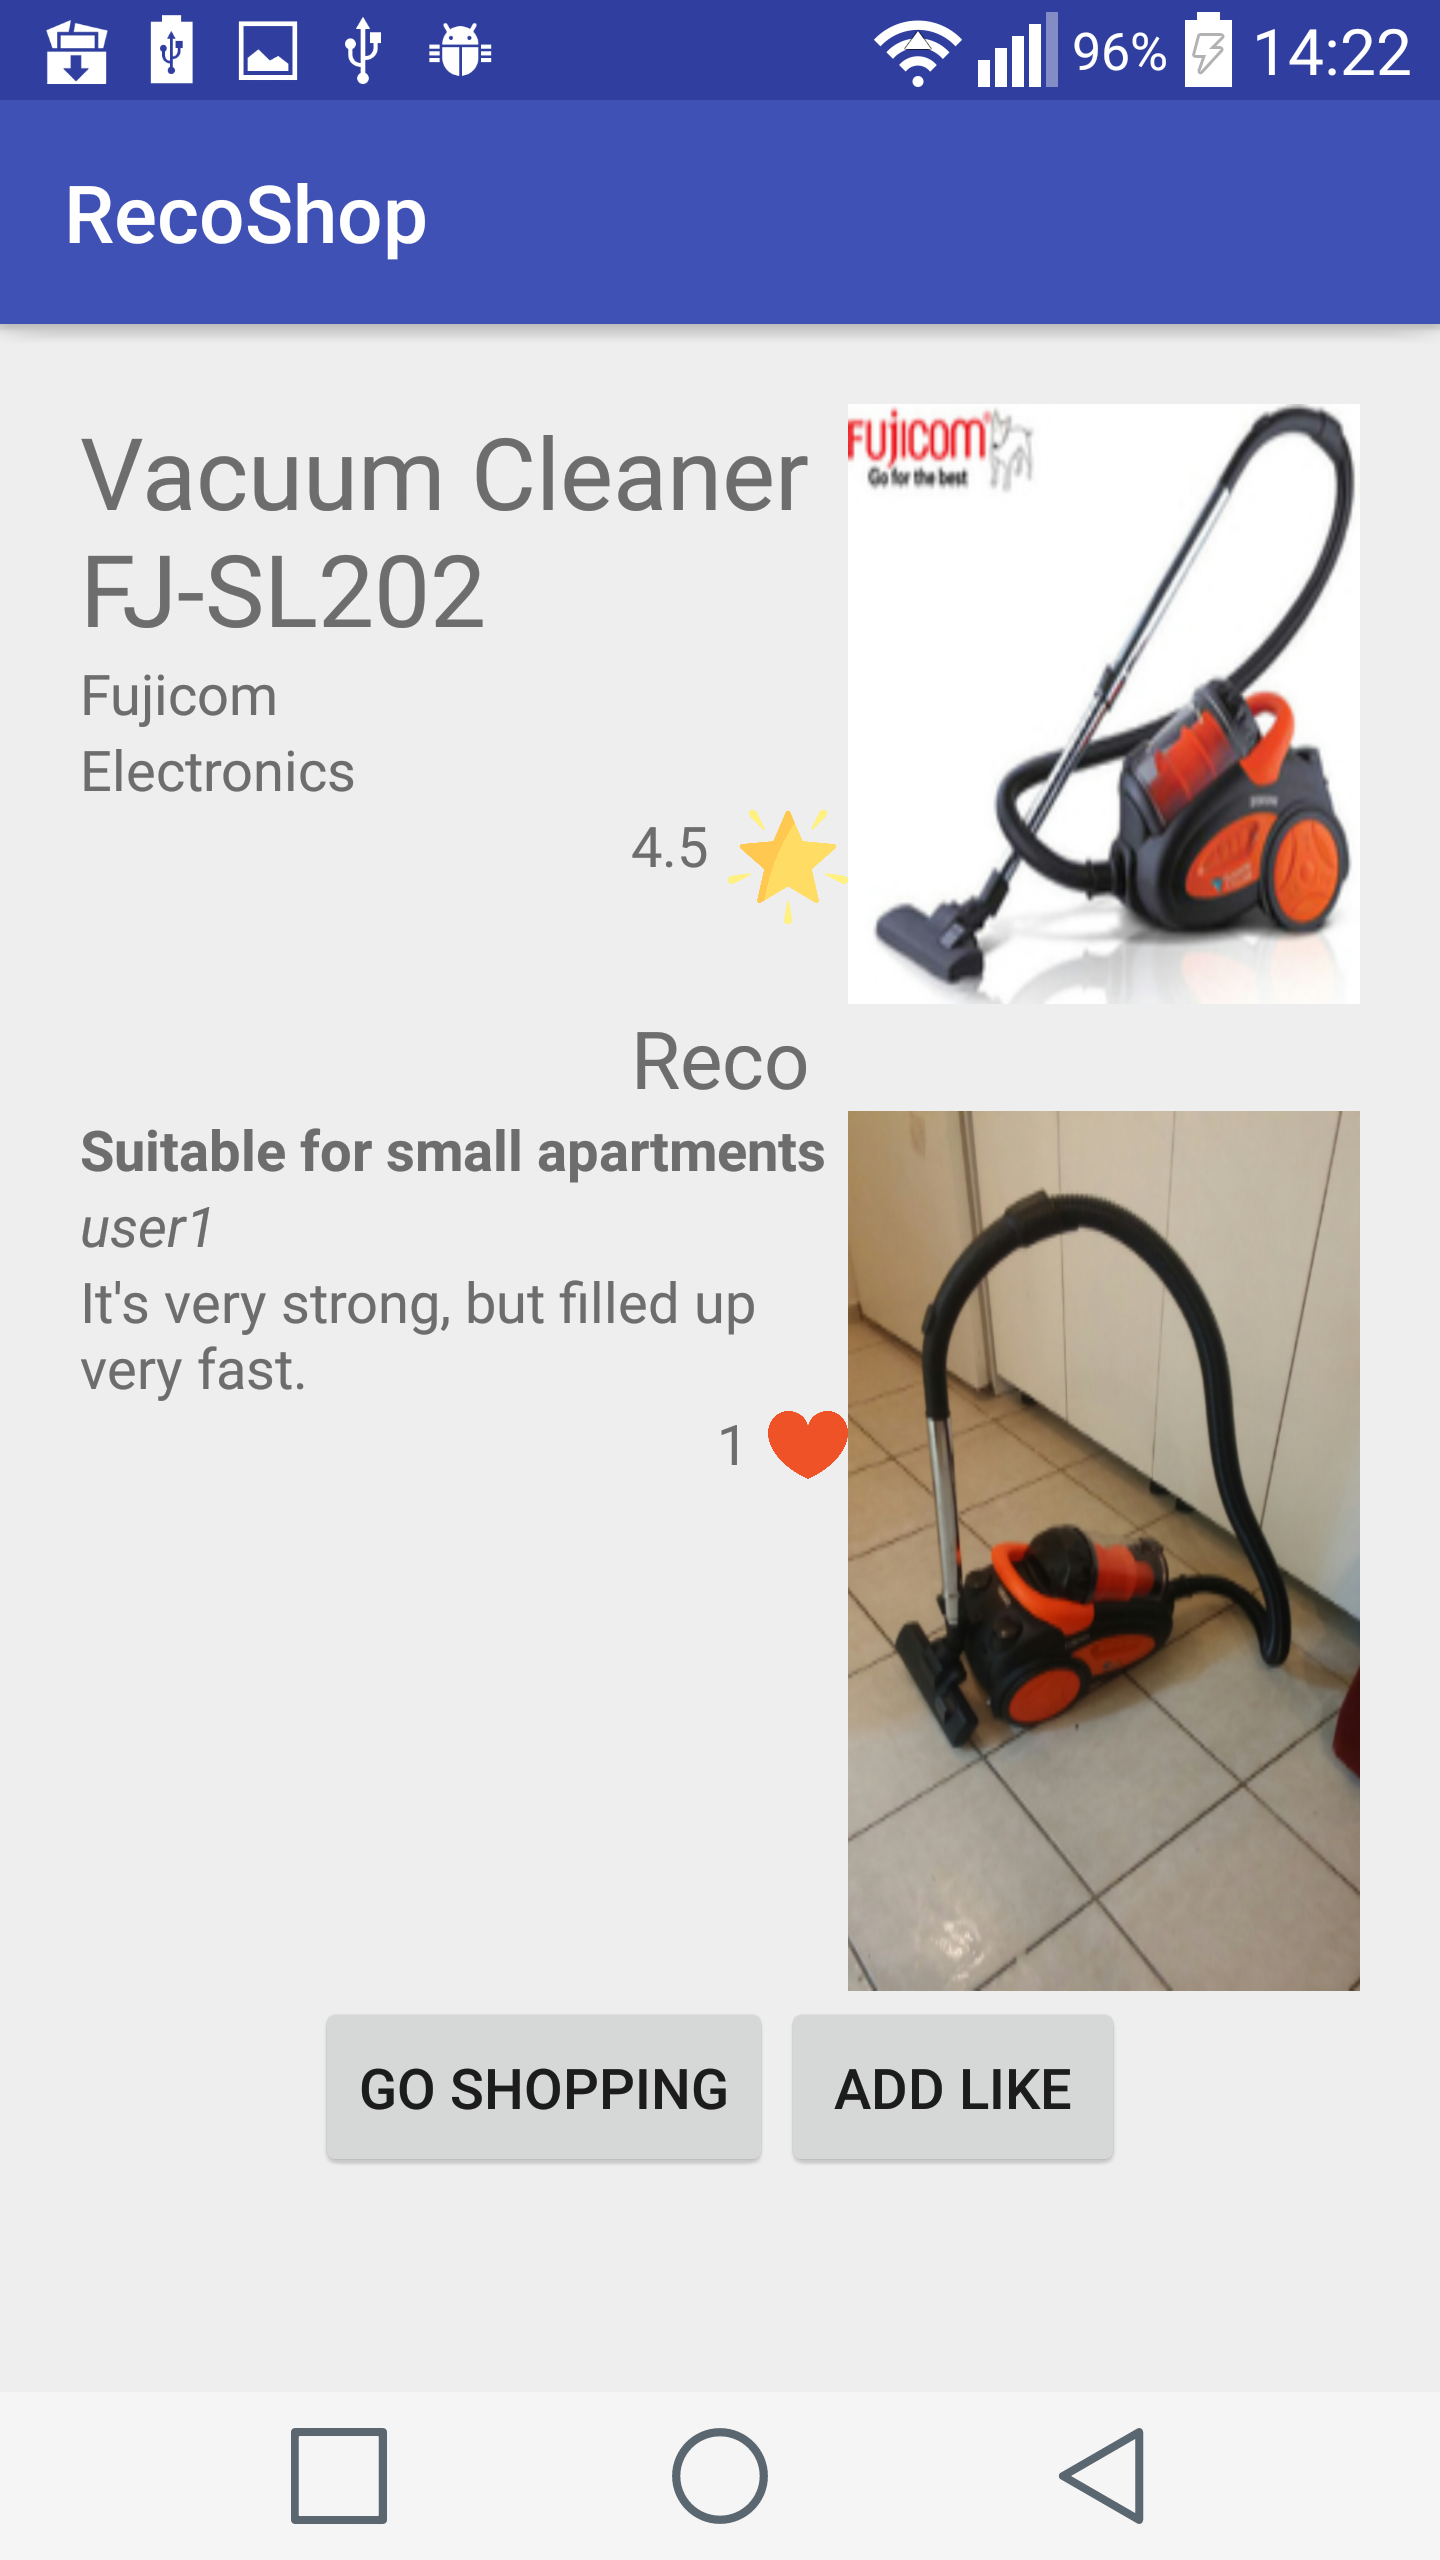 96% 14:22
RecoShop
Vacuum Cleaner
FJ-SL202
Fujicom
Electronics
4.5
FUJICOM
Go for the best
Reco
Suitable for small apartments
user1
It's very strong, but filled up
very fast.
1
GO SHOPPING
ADD LIKE